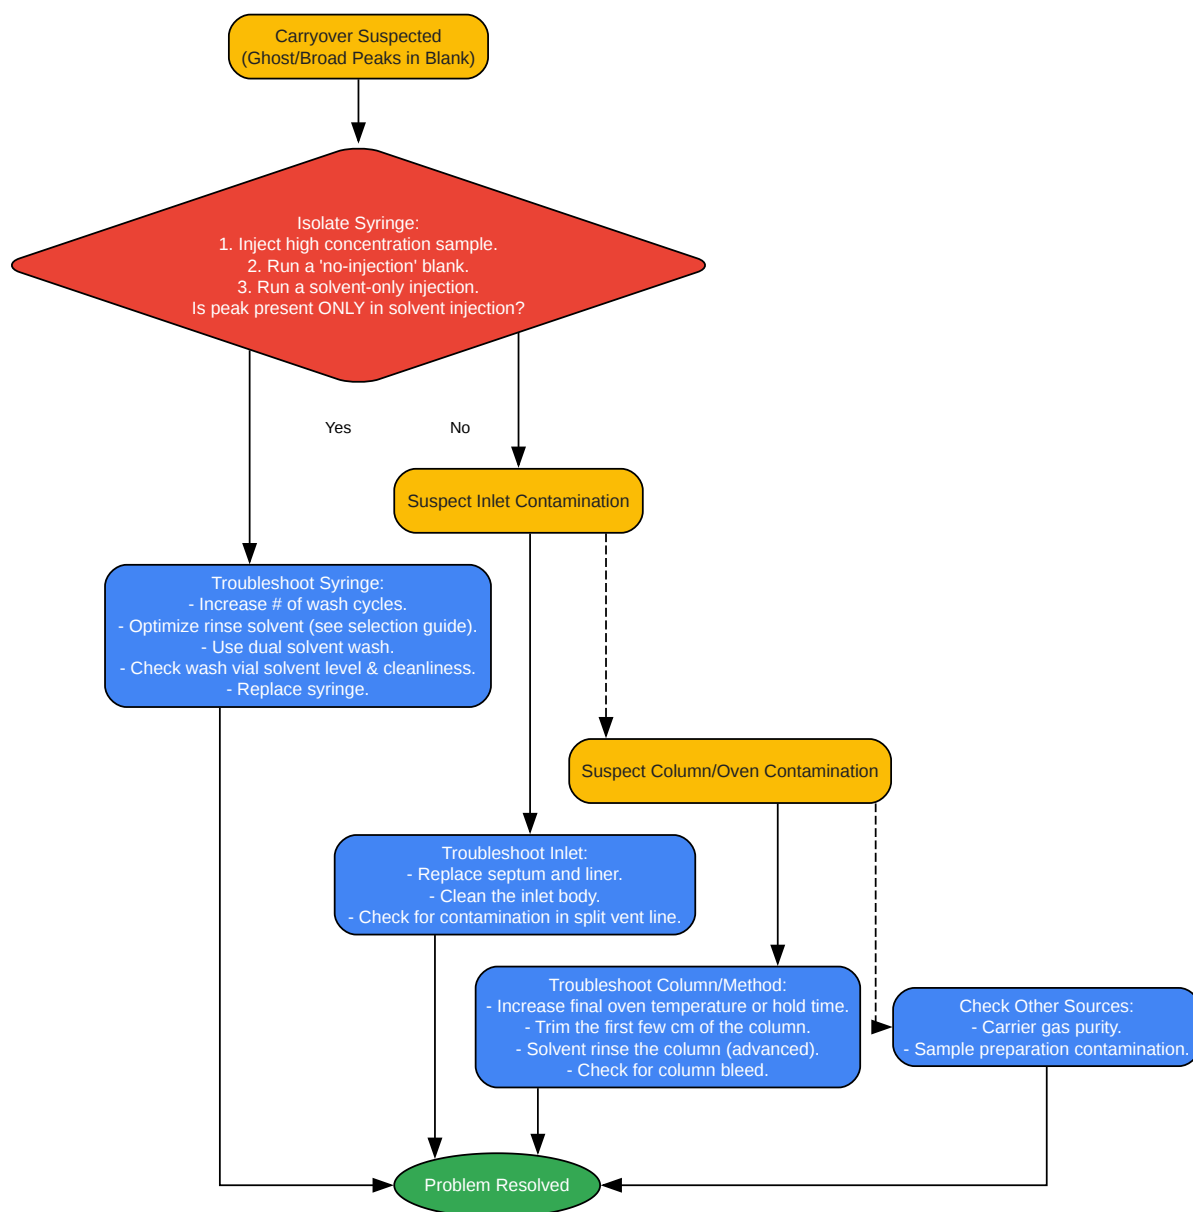 Carryover Suspected
(Ghost/Broad Peaks in Blank)
Isolate Syringe:
1. Inject high concentration sample.
2. Run a 'no-injection' blank.
3. Run a solvent-only injection.
Is peak present ONLY in solvent injection?
Yes
No
Suspect Inlet Contamination
Troubleshoot Syringe:
- Increase # of wash cycles.
- Optimize rinse solvent (see selection guide).
- Use dual solvent wash.
- Check wash vial solvent level & cleanliness.
- Replace syringe.
Suspect Column/Oven Contamination
Troubleshoot Inlet:
- Replace septum and liner.
- Clean the inlet body.
- Check for contamination in split vent line.
Troubleshoot Column/Method:
- Increase final oven temperature or hold time.
- Trim the first few cm of the column.
- Solvent rinse the column (advanced).
- Check for column bleed.
Check Other Sources:
- Carrier gas purity.
- Sample preparation contamination.
Problem Resolved